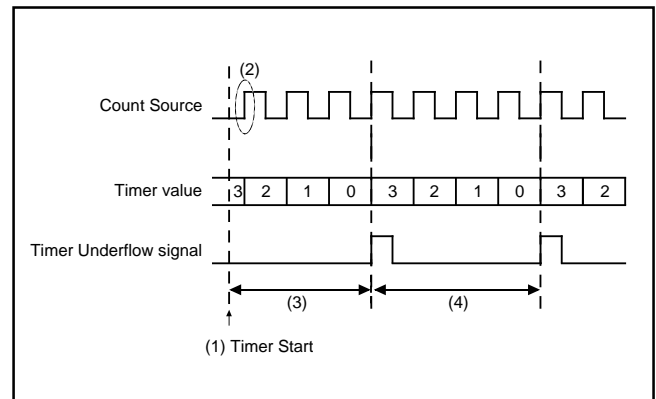 (2)
Count Source
Timer value 3 2 1 0 3 2 1 0 3 2
Timer Underflow signal
(3) (4)
(1) Timer Start